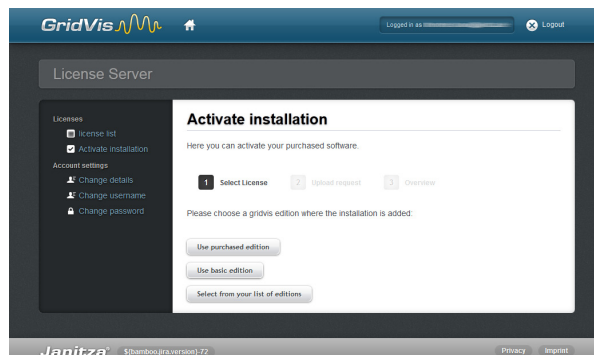 GridVis
Logged in as
Logout
License Server
Licenses
license list
Activate installation
Account settings
Change details
Change username
Change password
Activate installation
Here you can activate your purchased software.
1 Select License 2 Upload request 3 Overview
Please choose a gridvis edition where the installation is added:
Use purchased edition
Use basic edition
Select from your list of editions
Janitza® $(bamboo.jira.version)-72 Privacy Imprint